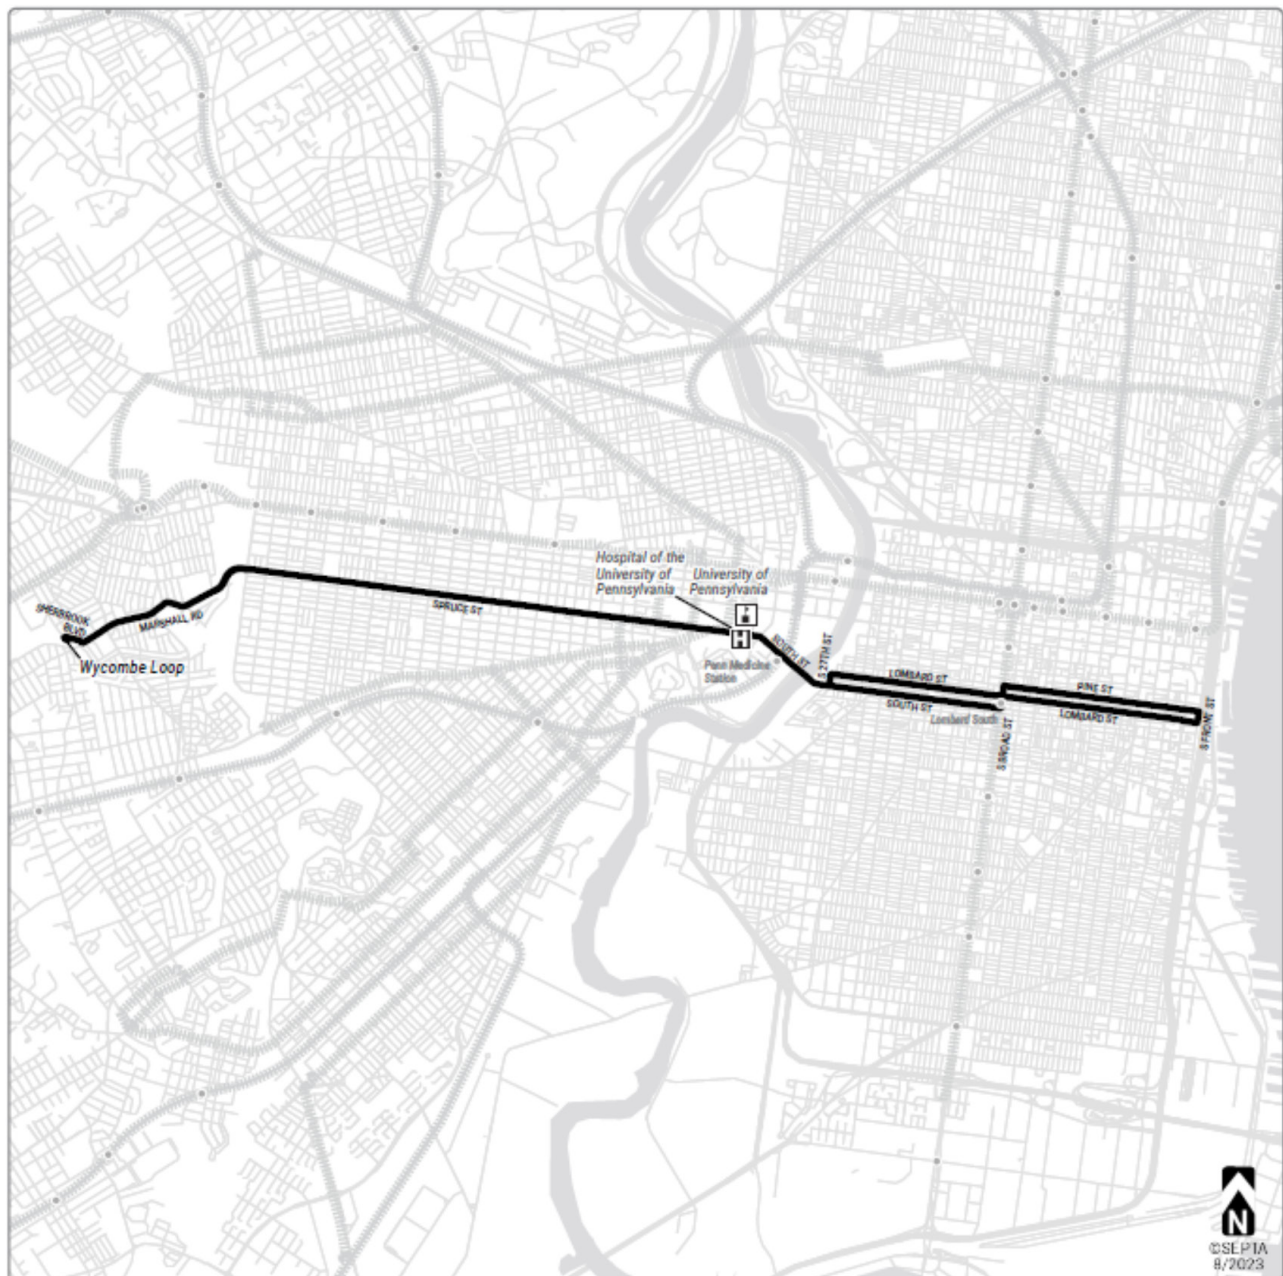 Hospital of the
University of
Pennsylvania
University of
Pennsylvania
SHERBROOK
BLVD
MARSHALL RD
SPRUCE ST
Wycombe Loop
Penn Medicine
Station
SOUTH ST
S 27TH ST
LOMBARD ST
SOUTH ST
Lombard South
S BROAD ST
PINE ST
LOMBARD ST
S FRONT ST
H
N
©SEPTA
8/2023